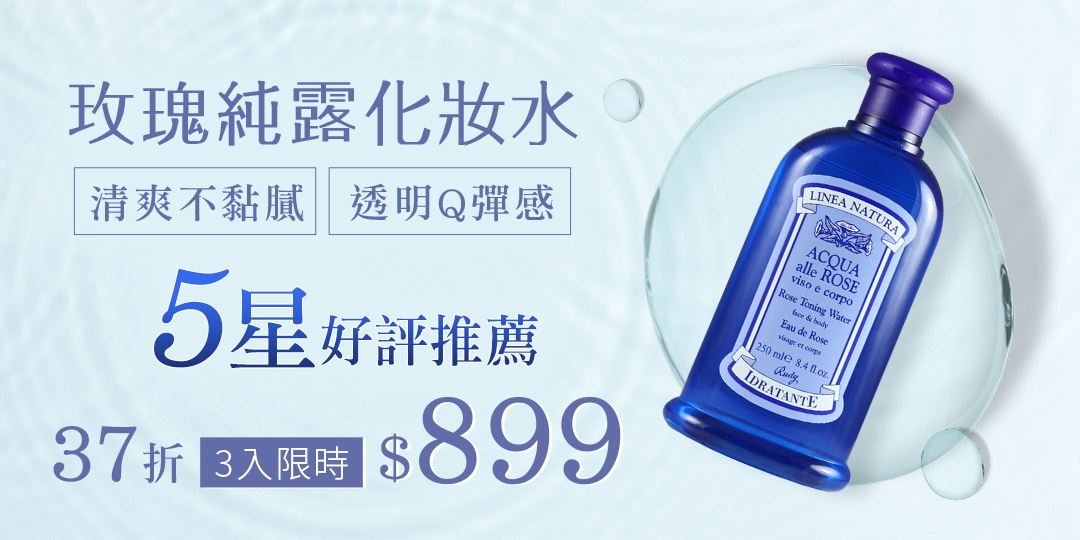 玫瑰純露化妝水
清爽不黏膩 透明Q彈感
5星好評推薦
37折 3入限時 $899
LINEA NATURA
ACQUA
alle ROSE
viso e corpo
Rose Toning Water
face & body
Eau de Rose
visage et corps
250 ml℮ 8.4 fl.oz.
Rudy
IDRATANTE